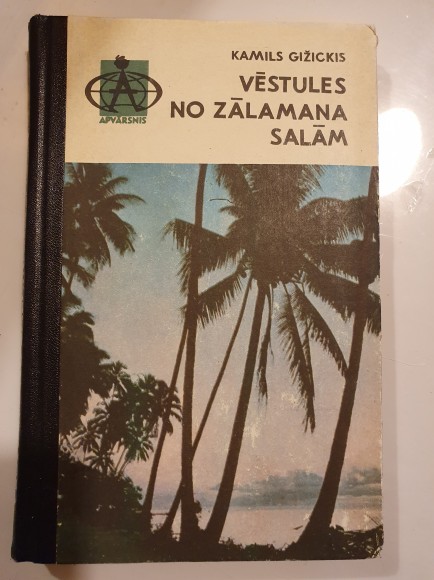 KAMILS GIŽICKIS
VĒSTULES
NO ZĀLAMANA
SALĀM
APVĀRSNIS